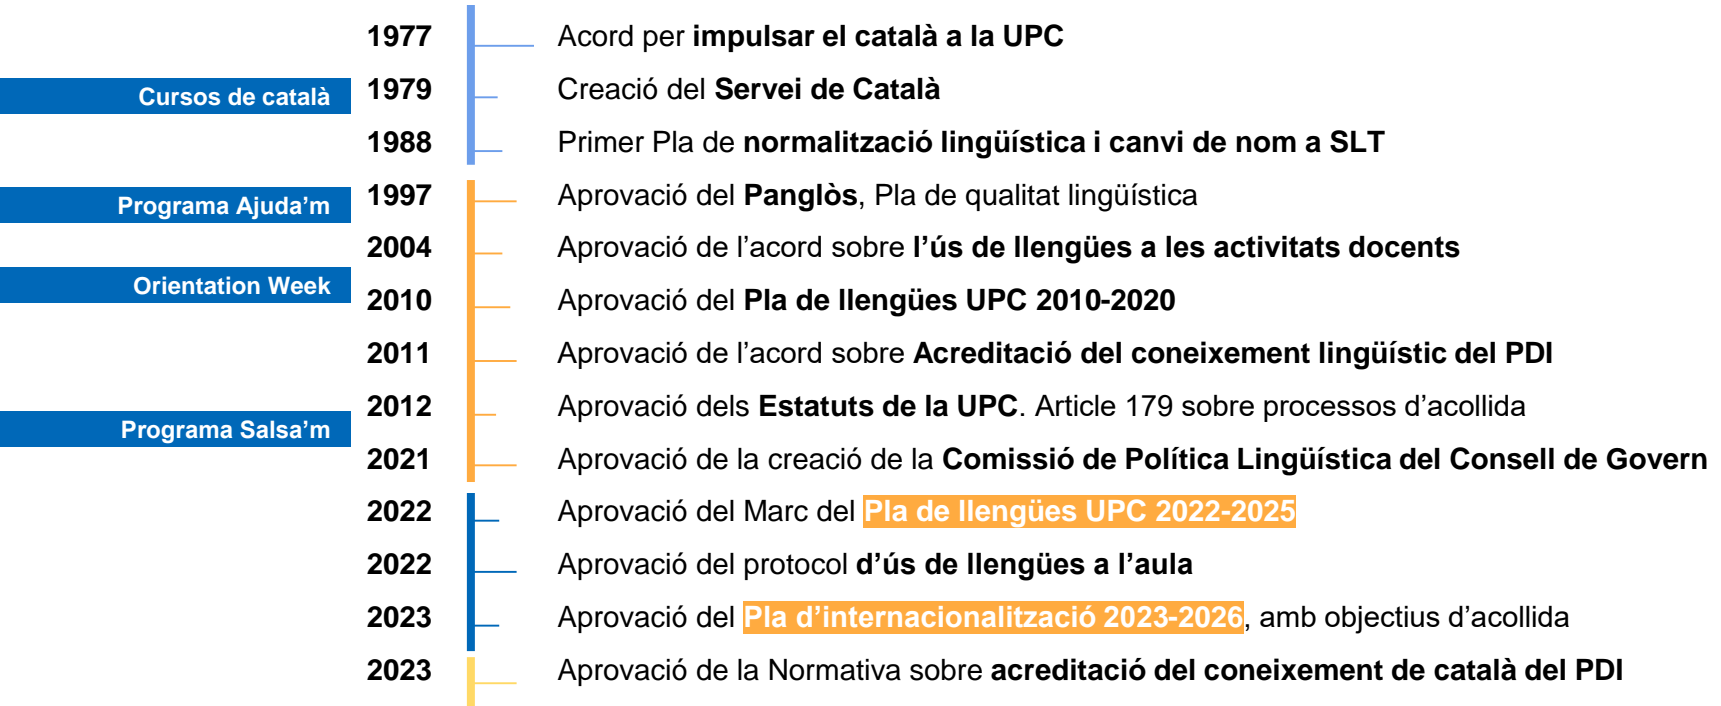 1977 Acord per impulsar el català a la UPC
Cursos de català 1979 Creació del Servei de Català
1988 Primer Pla de normalització lingüística i canvi de nom a SLT
Programa Ajuda’m 1997 Aprovació del Panglòs, Pla de qualitat lingüística
2004 Aprovació de l’acord sobre l’ús de llengües a les activitats docents
Orientation Week
2010 Aprovació del Pla de llengües UPC 2010-2020
2011 Aprovació de l’acord sobre Acreditació del coneixement lingüístic del PDI
2012 Aprovació dels Estatuts de la UPC. Article 179 sobre processos d’acollida
Programa Salsa’m
2021 Aprovació de la creació de la Comissió de Política Lingüística del Consell de Govern
2022 Aprovació del Marc del Pla de llengües UPC 2022-2025
2022 Aprovació del protocol d’ús de llengües a l’aula
2023 Aprovació del Pla d’internacionalització 2023-2026, amb objectius d’acollida
2023 Aprovació de la Normativa sobre acreditació del coneixement de català del PDI